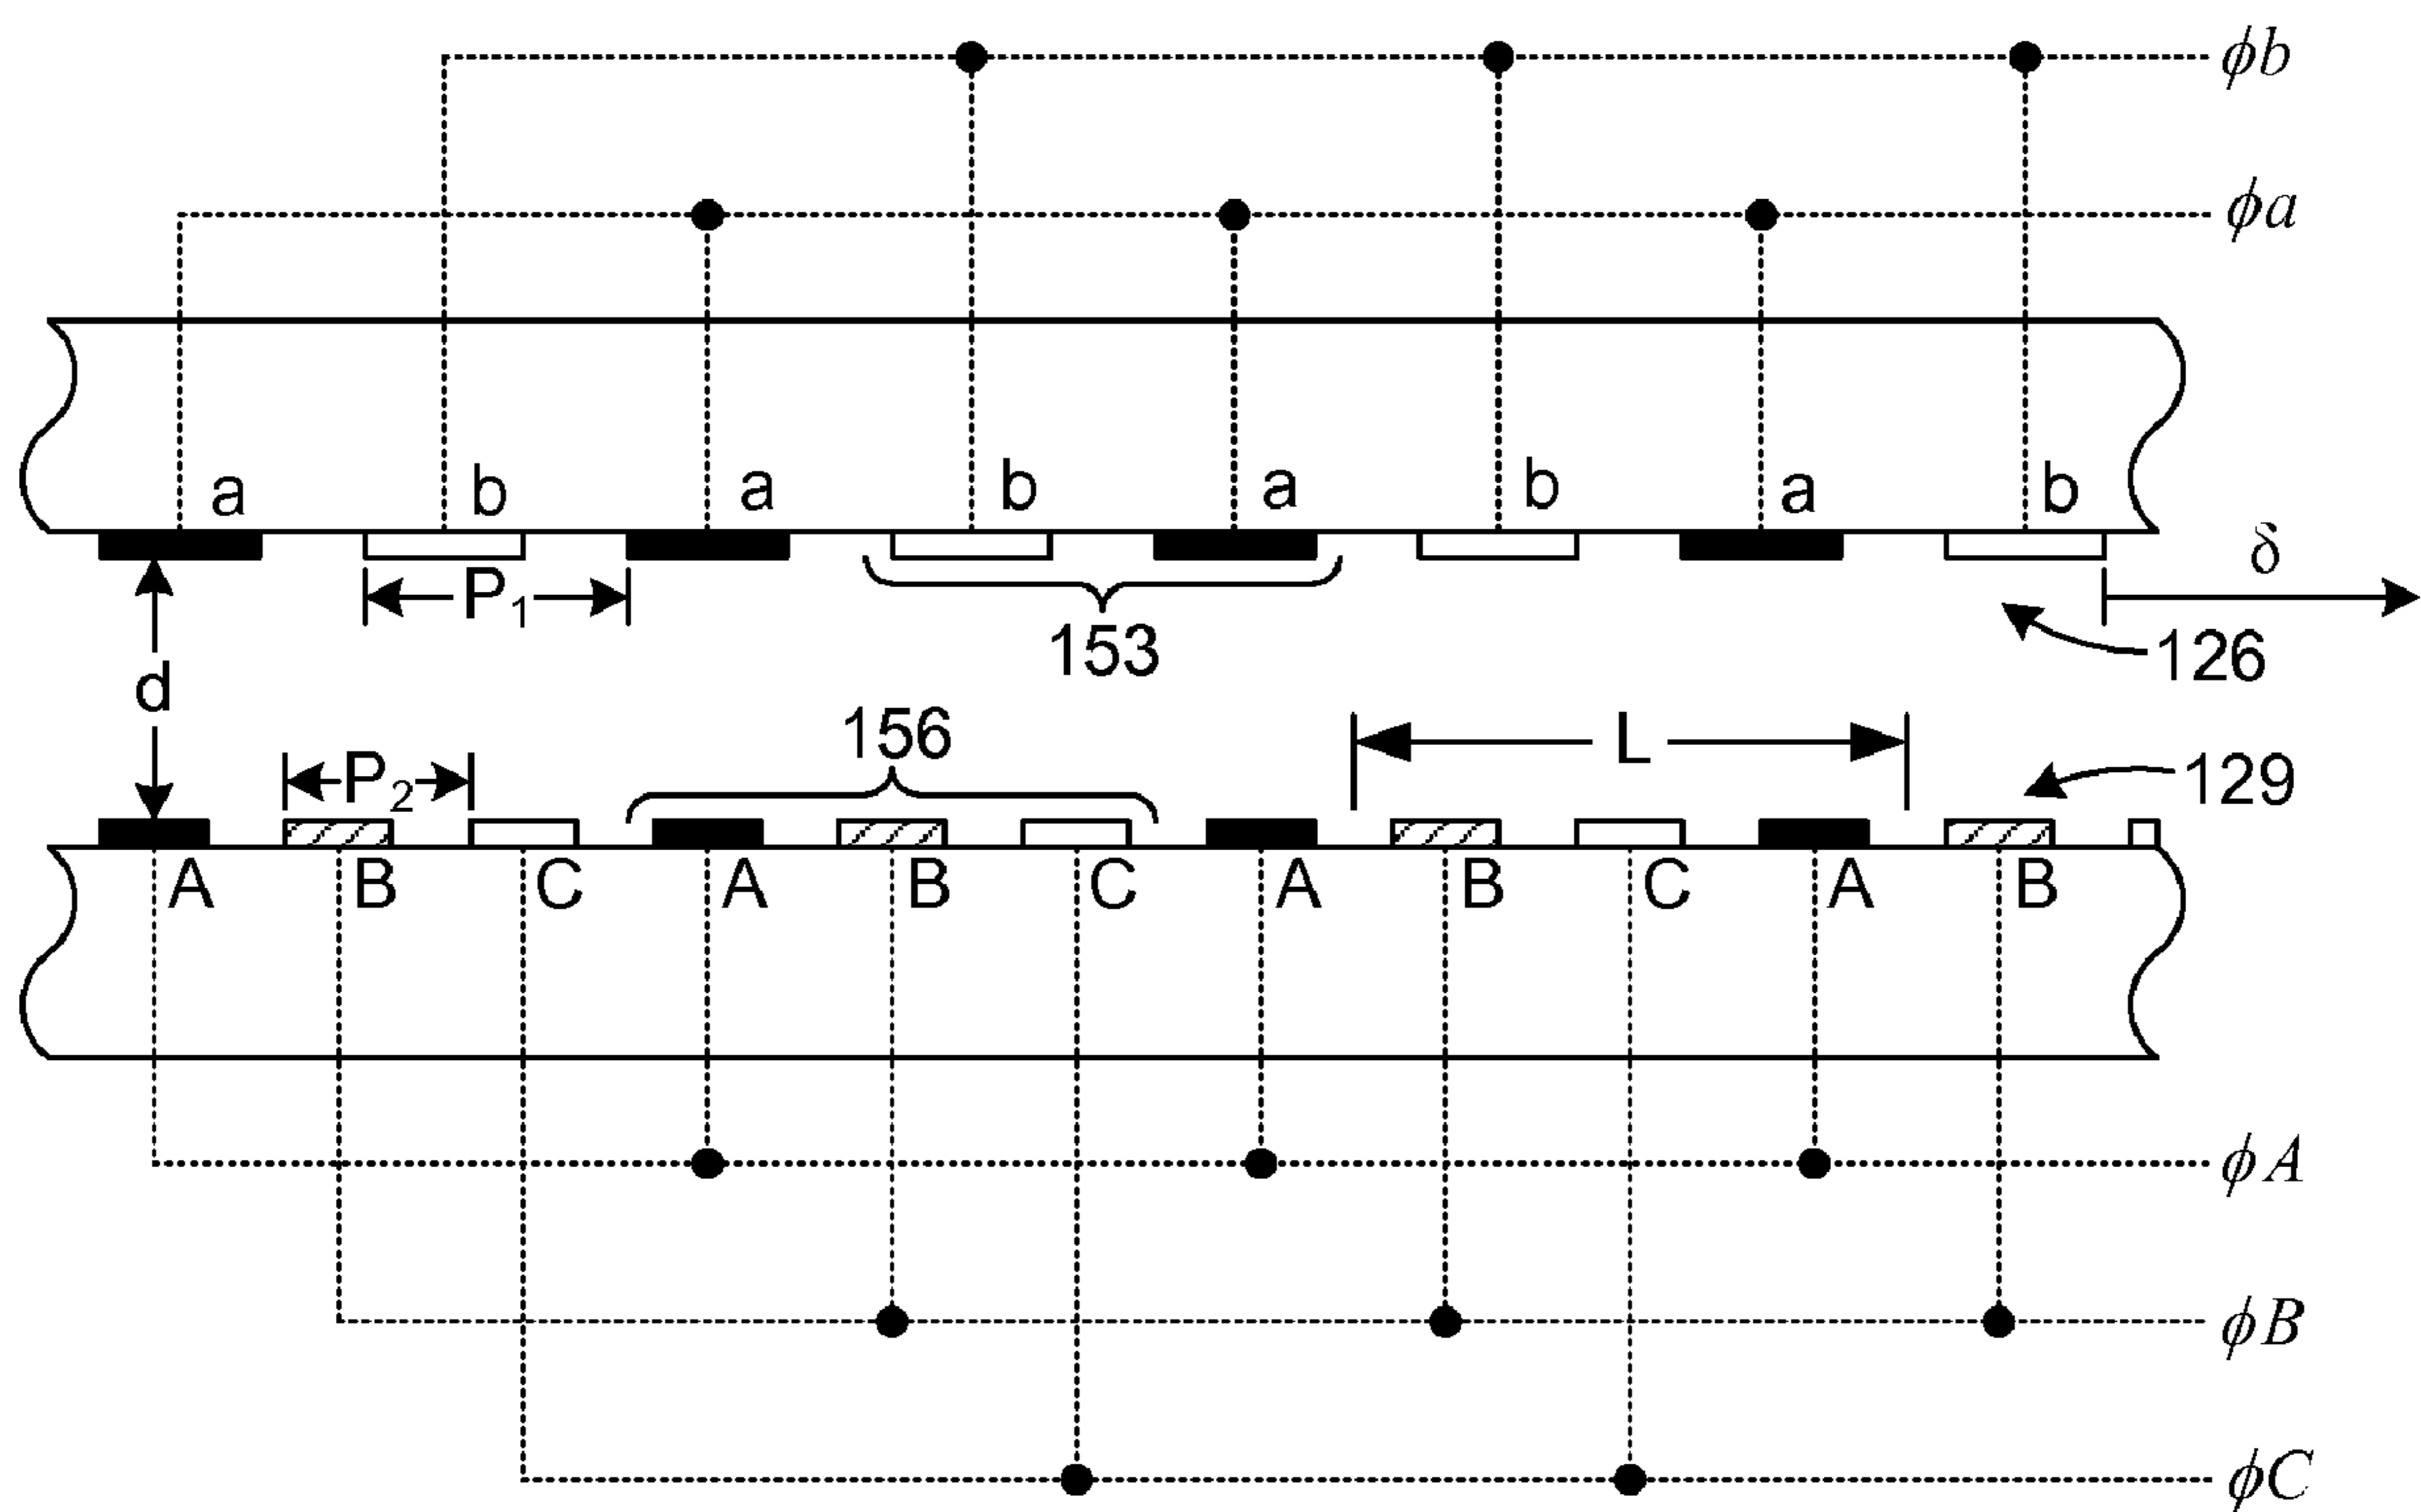 ϕb
ϕa
a b a b a b a b
P₁
δ
153
126
d
156
L
P₂
129
A B C A B C A B C A B
ϕA
ϕB
ϕC